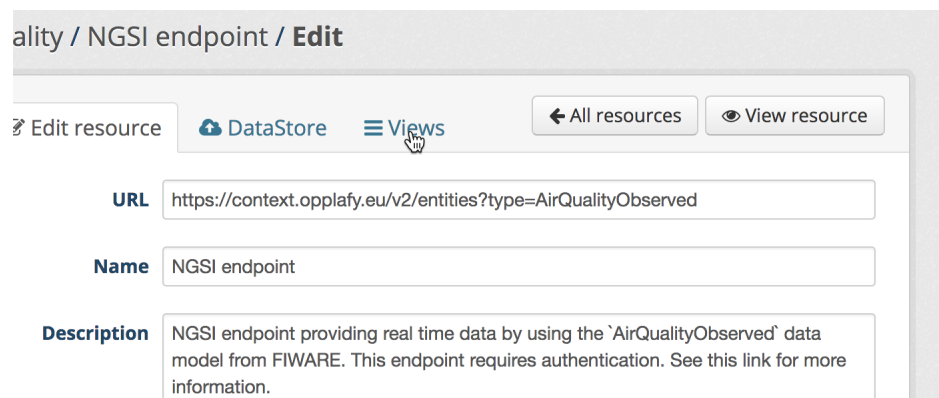 ality / NGSI endpoint / Edit
Edit resource DataStore Views All resources View resource
URL https://context.opplafy.eu/v2/entities?type=AirQualityObserved
Name NGSI endpoint
Description NGSI endpoint providing real time data by using the `AirQualityObserved` data
model from FIWARE. This endpoint requires authentication. See this link for more
information.